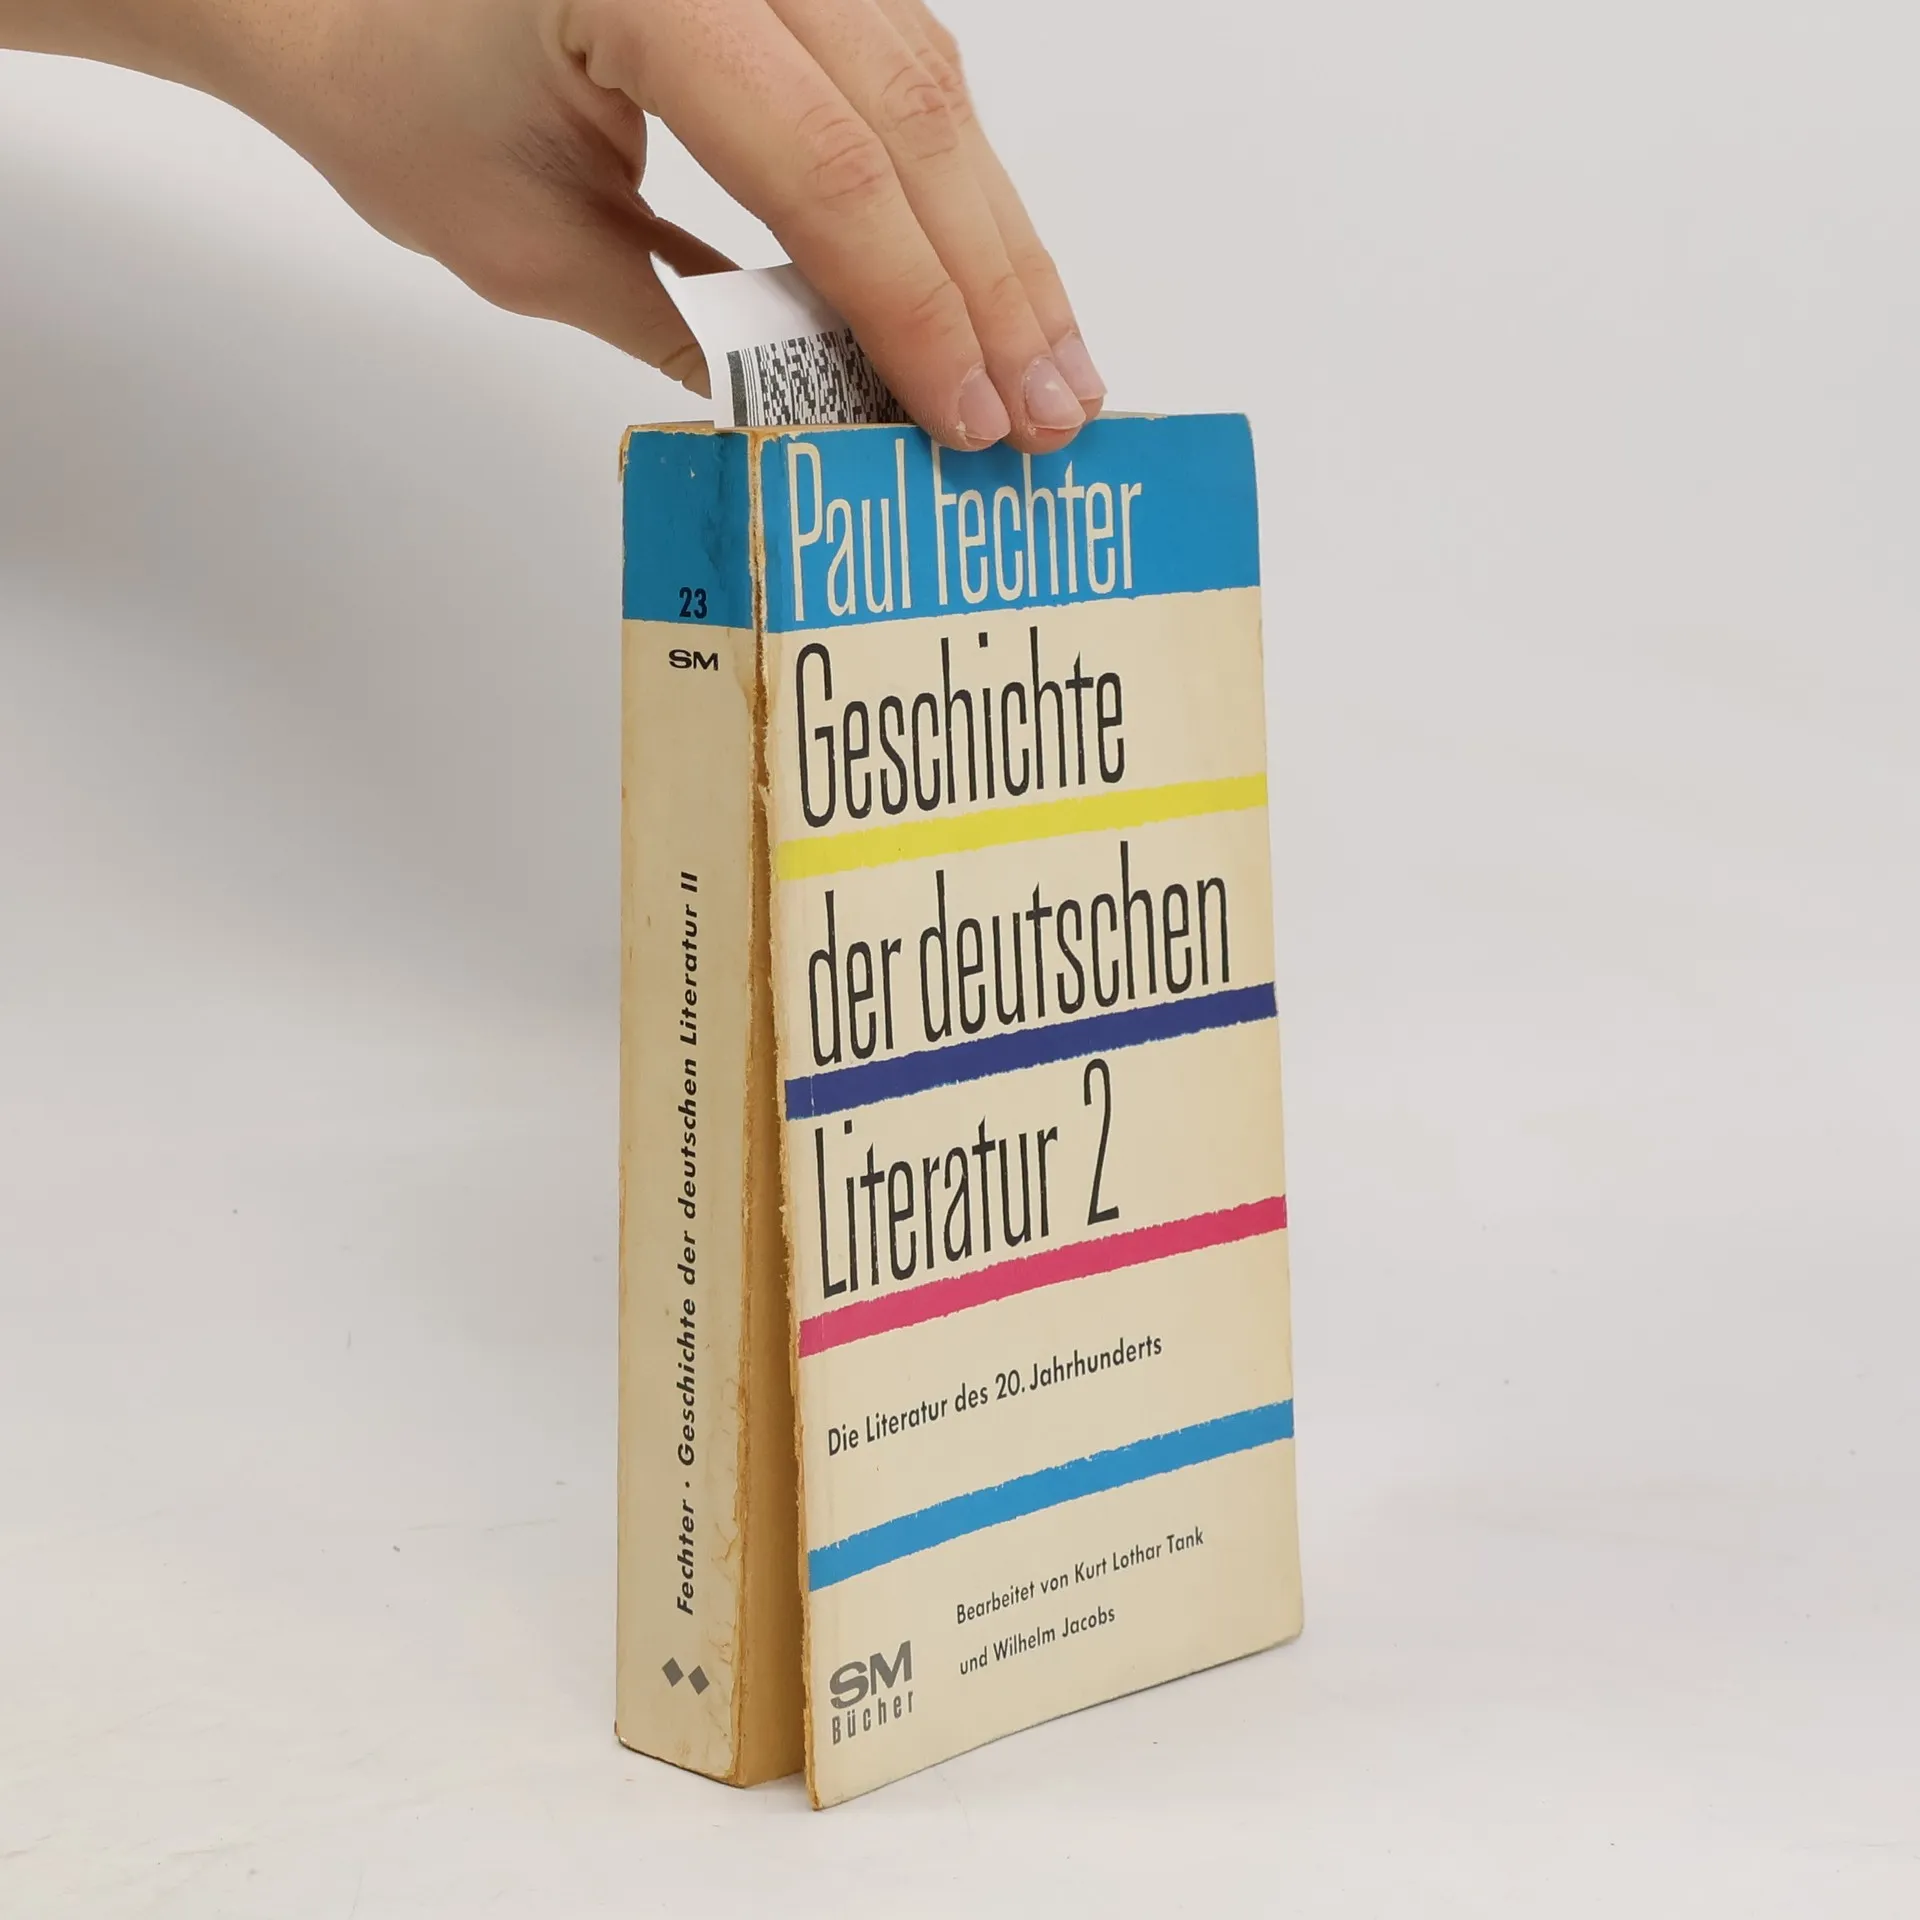 23
SM
Fechter · Geschichte der deutschen Literatur II
Paul Fechter
Geschichte
der deutschen
Literatur 2
Die Literatur des 20. Jahrhunderts
Bearbeitet von Kurt Lothar Tank
und Wilhelm Jacobs
SM
Bücher